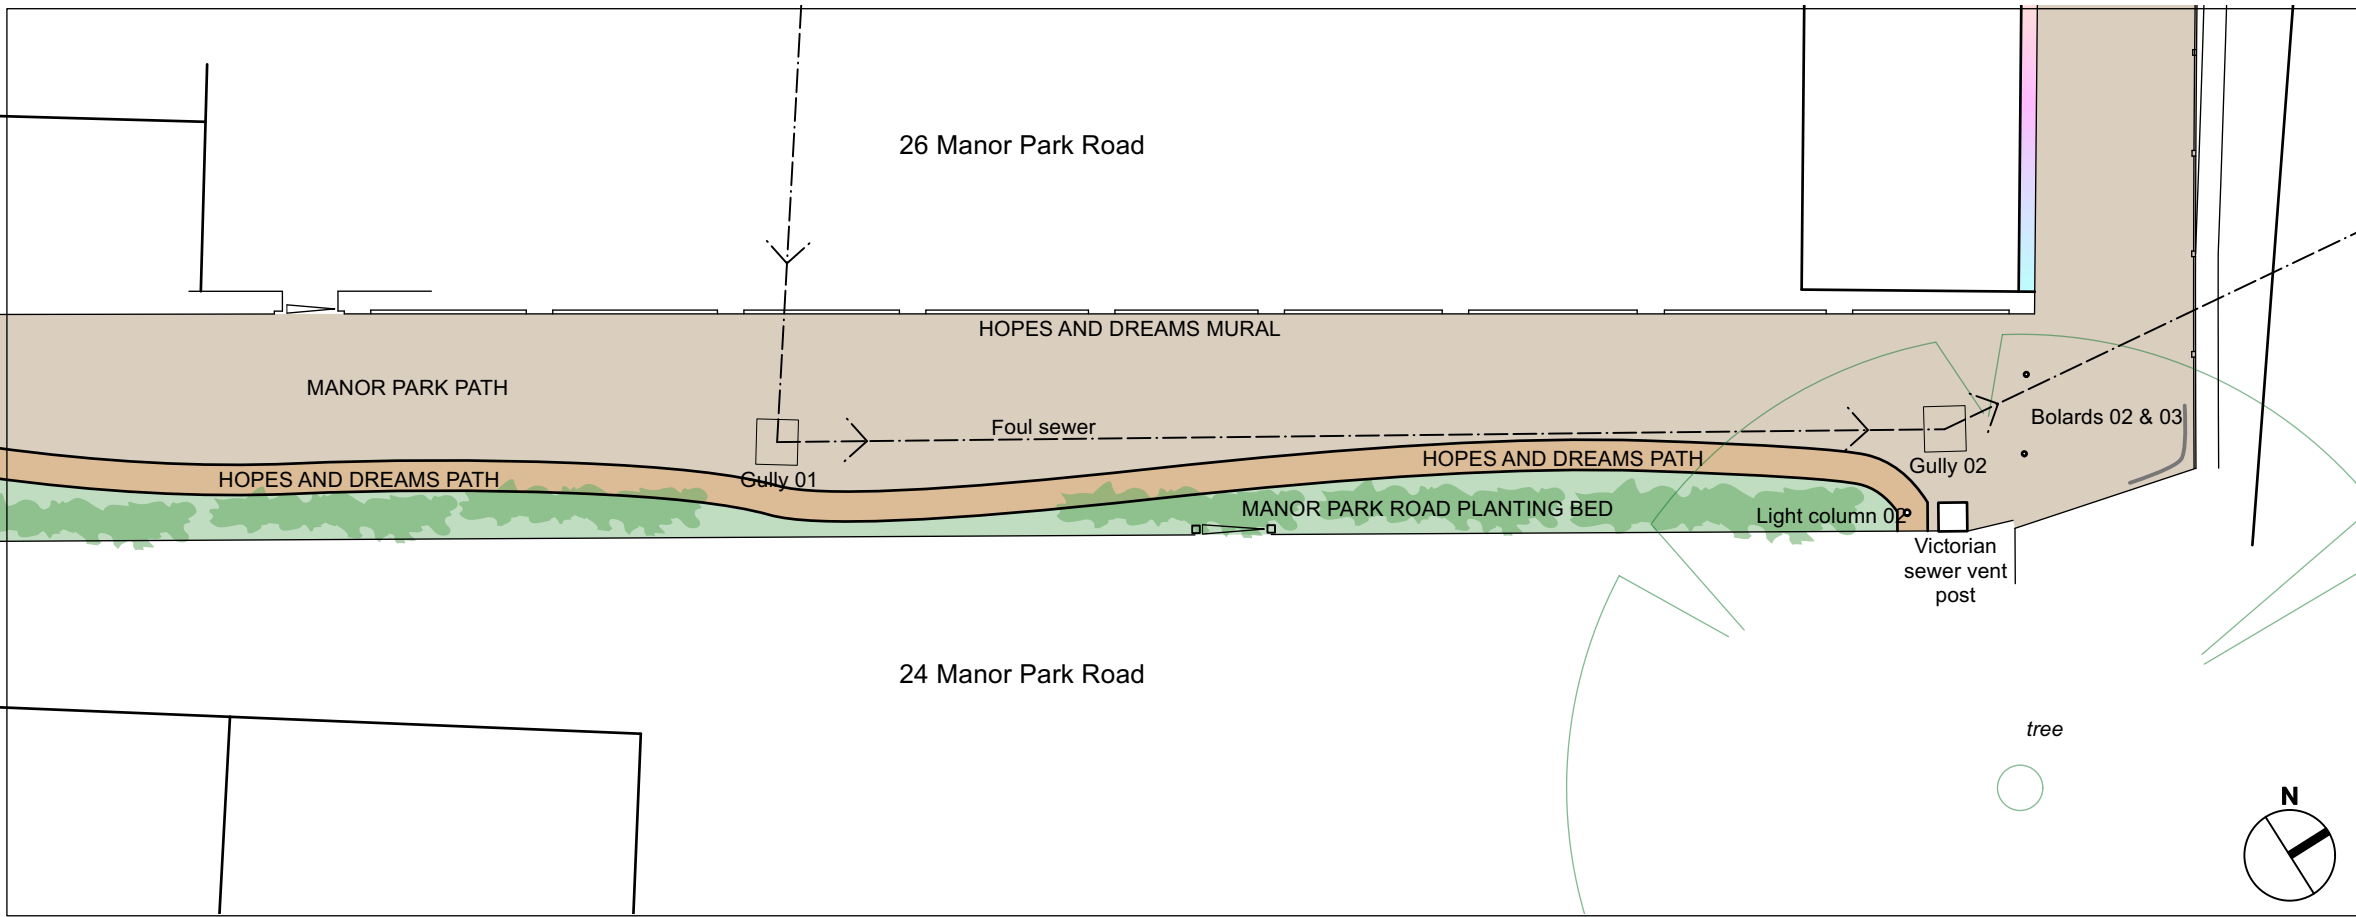 26 Manor Park Road
HOPES AND DREAMS MURAL
MANOR PARK PATH
Foul sewer
Bolards 02 & 03
HOPES AND DREAMS PATH
Gully 01
HOPES AND DREAMS PATH
Gully 02
MANOR PARK ROAD PLANTING BED
Light column 02
Victorian
sewer vent
post
24 Manor Park Road
tree
N